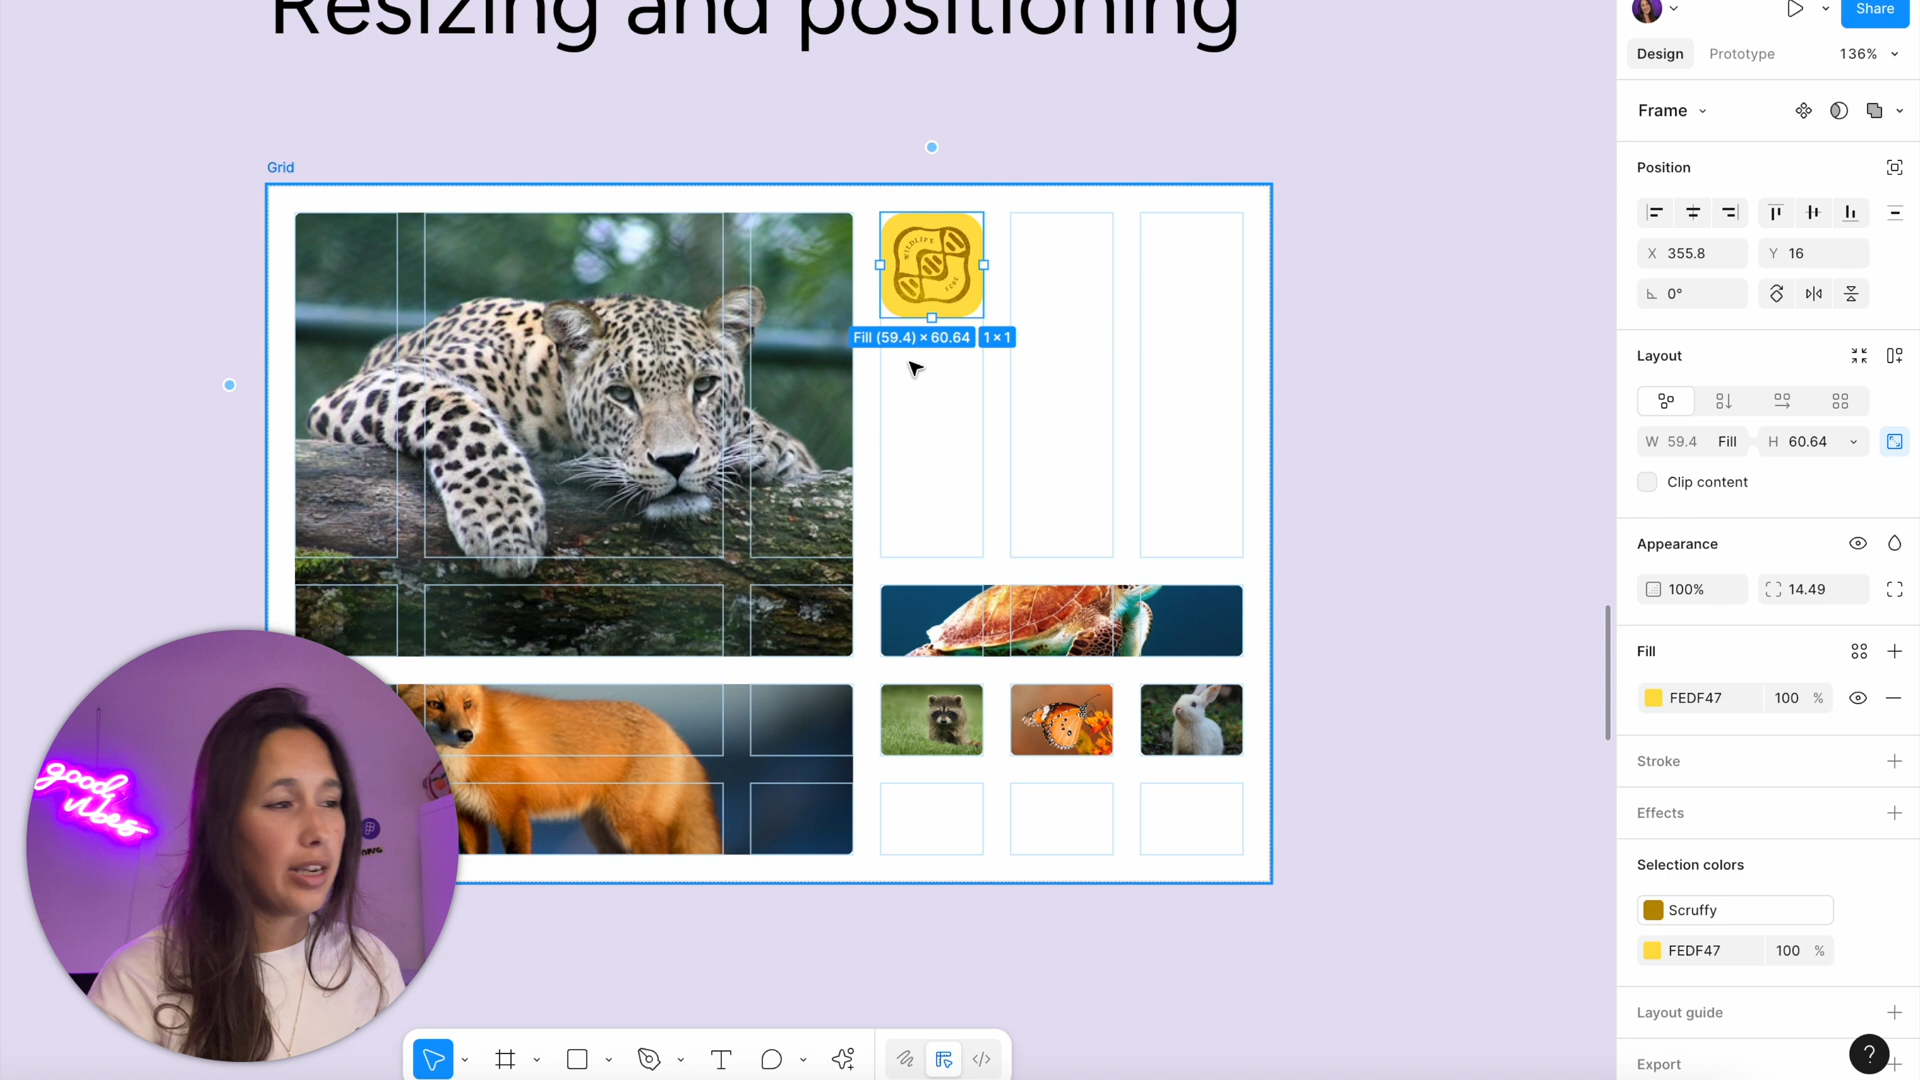 Resizing and positioning
Share
Design
Prototype
136%
Frame
Grid
Position
WILDLIFE
X 355.8
Y 16
0°
Fill (59.4) × 60.64
1 × 1
Layout
W 59.4 Fill
H 60.64
Clip content
Appearance
100%
14.49
Fill
FEDF47
100 %
good
vibes
Stroke
Effects
Selection colors
Scruffy
FEDF47
100 %
Layout guide
Export
T
</>
?